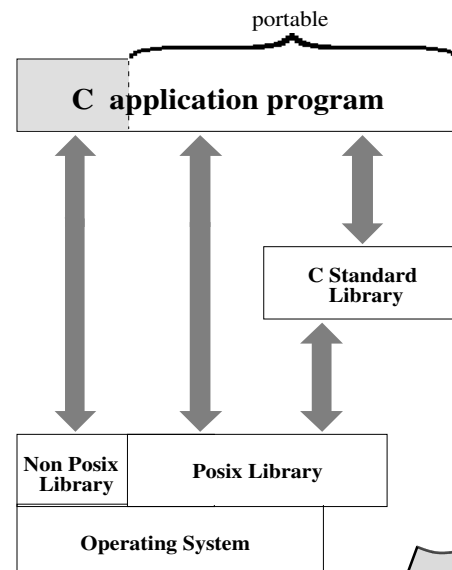 portable
C application program
C Standard
Library
Non Posix
Library
Posix Library
Operating System